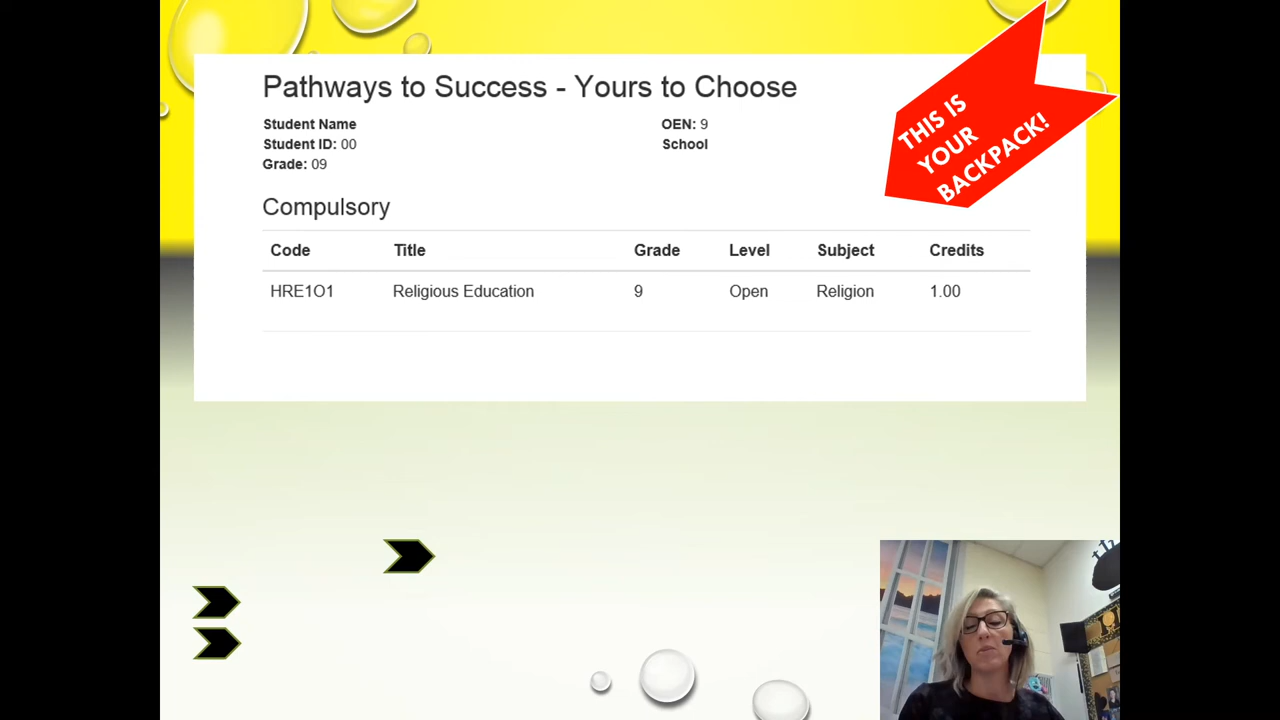 Pathways to Success - Yours to Choose
Student Name
Student ID: 00
Grade: 09
OEN: 9
School
THIS IS
YOUR
BACKPACK!
Compulsory
Code Title Grade Level Subject Credits
HRE1O1 Religious Education 9 Open Religion 1.00